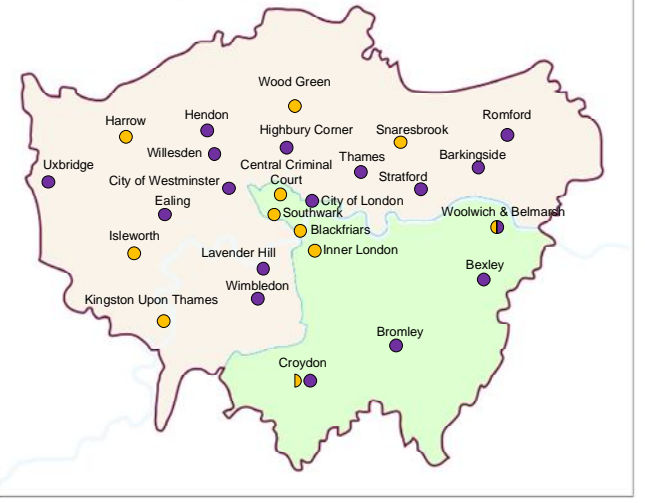 Wood Green
Harrow
Hendon
Romford
Highbury Corner
Snaresbrook
Willesden
Thames
Barkingside
Uxbridge
Central Criminal
Court
City of Westminster
Stratford
Ealing
City of London
Southwark
Woolwich & Belmarsh
Blackfriars
Isleworth
Lavender Hill
Inner London
Bexley
Wimbledon
Kingston Upon Thames
Bromley
Croydon